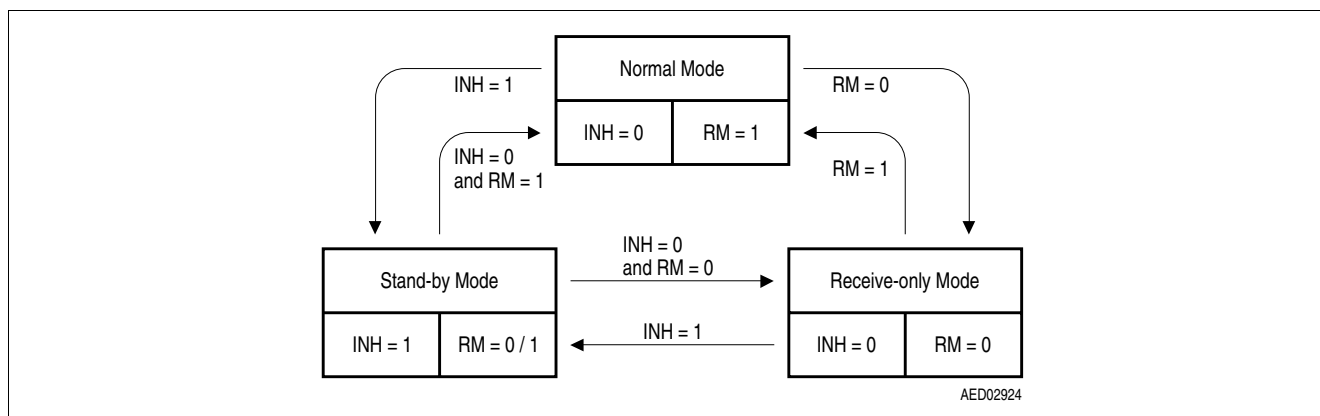 Normal Mode
INH = 1
RM = 0
INH = 0
RM = 1
INH = 0
and RM = 1
RM = 1
INH = 0
and RM = 0
Stand-by Mode
Receive-only Mode
INH = 1
RM = 0 / 1
INH = 1
INH = 0
RM = 0
AED02924